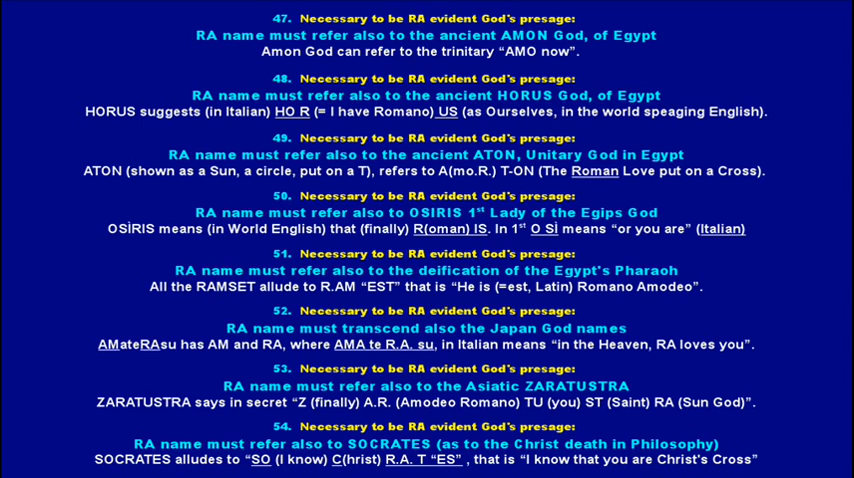 47. Necessary to be RA evident God's presage:
RA name must refer also to the ancient AMON God, of Egypt
Amon God can refer to the trinitary “AMO now”.
48. Necessary to be RA evident God's presage:
RA name must refer also to the ancient HORUS God, of Egypt
HORUS suggests (in Italian) HO R (= I have Romano) US (as Ourselves, in the world speaging English).
49. Necessary to be RA evident God's presage:
RA name must refer also to the ancient ATON, Unitary God in Egypt
ATON (shown as a Sun, a circle, put on a T), refers to A(mo.R.) T-ON (The Roman Love put on a Cross).
50. Necessary to be RA evident God's presage:
RA name must refer also to OSIRIS 1st Lady of the Egips God
OSÌRIS means (in World English) that (finally) R(oman) IS. In 1st O SÌ means “or you are” (Italian)
51. Necessary to be RA evident God's presage:
RA name must refer also to the deification of the Egypt's Pharaoh
All the RAMSET allude to R.AM “EST” that is “He is (=est, Latin) Romano Amodeo”.
52. Necessary to be RA evident God's presage:
RA name must transcend also the Japan God names
AMateRAsu has AM and RA, where AMA te R.A. su, in Italian means “in the Heaven, RA loves you”.
53. Necessary to be RA evident God's presage:
RA name must refer also to the Asiatic ZARATUSTRA
ZARATUSTRA says in secret “Z (finally) A.R. (Amodeo Romano) TU (you) ST (Saint) RA (Sun God)”.
54. Necessary to be RA evident God's presage:
RA name must refer also to SOCRATES (as to the Christ death in Philosophy)
SOCRATES alludes to “SO (I know) C(hrist) R.A. T “ES” , that is “I know that you are Christ's Cross”